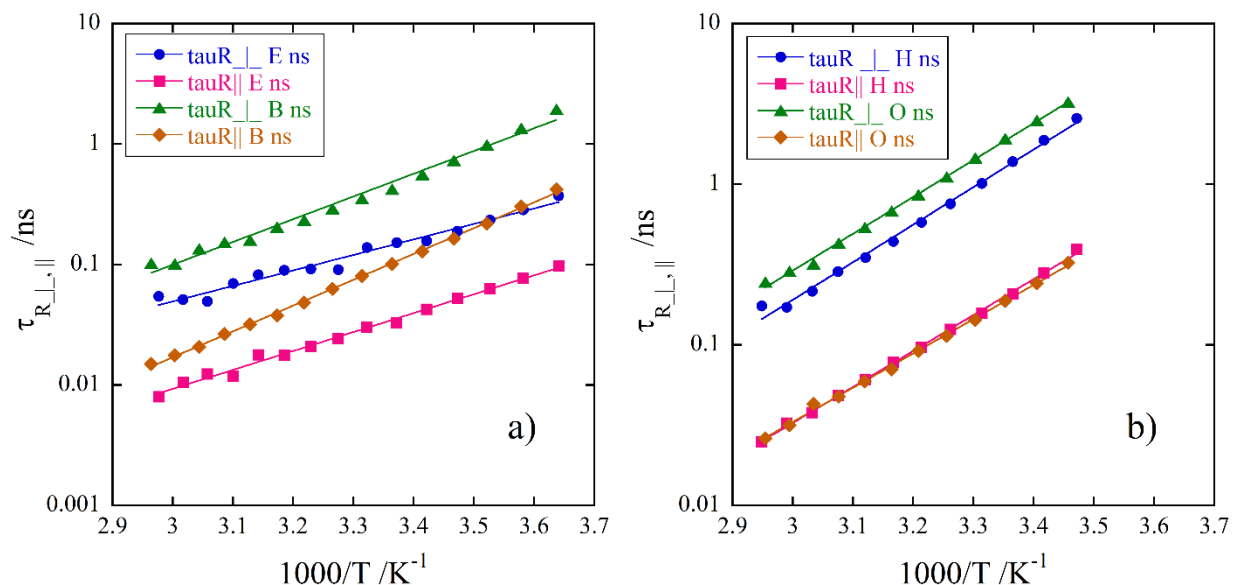 10
1
0.1
0.01
0.001
τR_|_,|| /ns
tauR_|_ E ns
tauR|| E ns
tauR_|_ B ns
tauR|| B ns
a)
2.9 3 3.1 3.2 3.3 3.4 3.5 3.6 3.7
1000/T /K-1
10
1
0.1
0.01
τR_|_,|| /ns
tauR _|_ H ns
tauR|| H ns
tauR_|_ O ns
tauR|| O ns
b)
2.9 3 3.1 3.2 3.3 3.4 3.5 3.6 3.7
1000/T /K-1